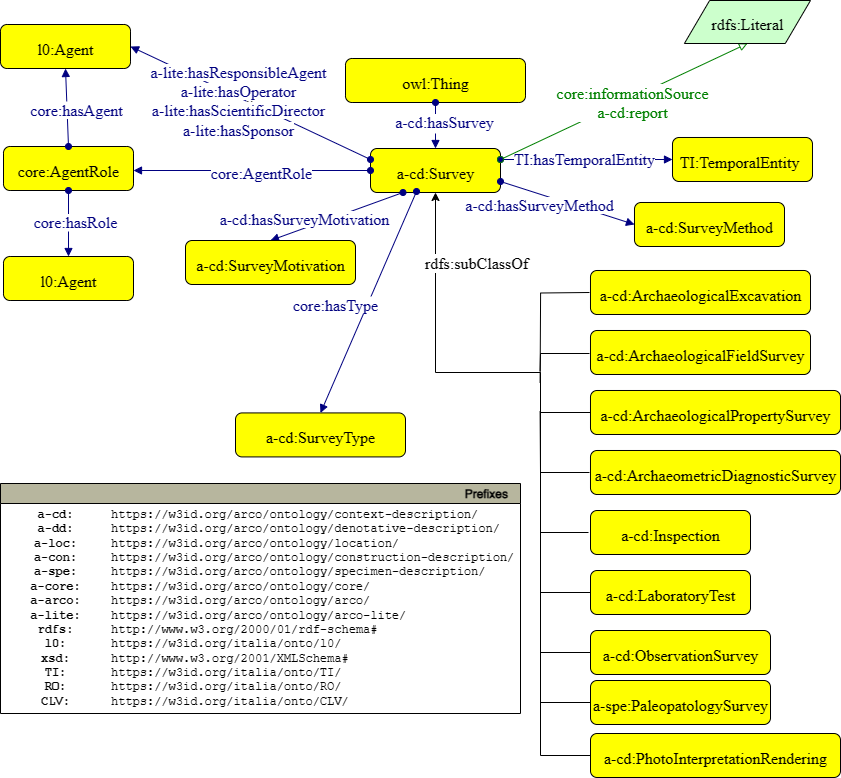 rdfs:Literal
l0:Agent
a-lite:hasResponsibleAgent
a-lite:hasOperator
a-lite:hasScientificDirector
a-lite:hasSponsor
owl:Thing
core:informationSource
a-cd:report
core:hasAgent
a-cd:hasSurvey
core:AgentRole
core:AgentRole
a-cd:Survey
TI:hasTemporalEntity
TI:TemporalEntity
core:hasRole
a-cd:hasSurveyMotivation
a-cd:hasSurveyMethod
a-cd:SurveyMethod
l0:Agent
a-cd:SurveyMotivation
rdfs:subClassOf
core:hasType
a-cd:ArchaeologicalExcavation
a-cd:ArchaeologicalFieldSurvey
a-cd:ArchaeologicalPropertySurvey
a-cd:SurveyType
a-cd:ArchaeometricDiagnosticSurvey
a-cd:Inspection
a-cd:LaboratoryTest
a-cd:ObservationSurvey
a-spe:PaleopatologySurvey
a-cd:PhotoInterpretationRendering
Prefixes
a-cd: https://w3id.org/arco/ontology/context-description/
a-dd: https://w3id.org/arco/ontology/denotative-description/
a-loc: https://w3id.org/arco/ontology/location/
a-con: https://w3id.org/arco/ontology/construction-description/
a-spe: https://w3id.org/arco/ontology/specimen-description/
a-core: https://w3id.org/arco/ontology/core/
a-arco: https://w3id.org/arco/ontology/arco/
a-lite: https://w3id.org/arco/ontology/arco-lite/
rdfs: http://www.w3.org/2000/01/rdf-schema#
l0: https://w3id.org/italia/onto/l0/
xsd: http://www.w3.org/2001/XMLSchema#
TI: https://w3id.org/italia/onto/TI/
RO: https://w3id.org/italia/onto/RO/
CLV: https://w3id.org/italia/onto/CLV/